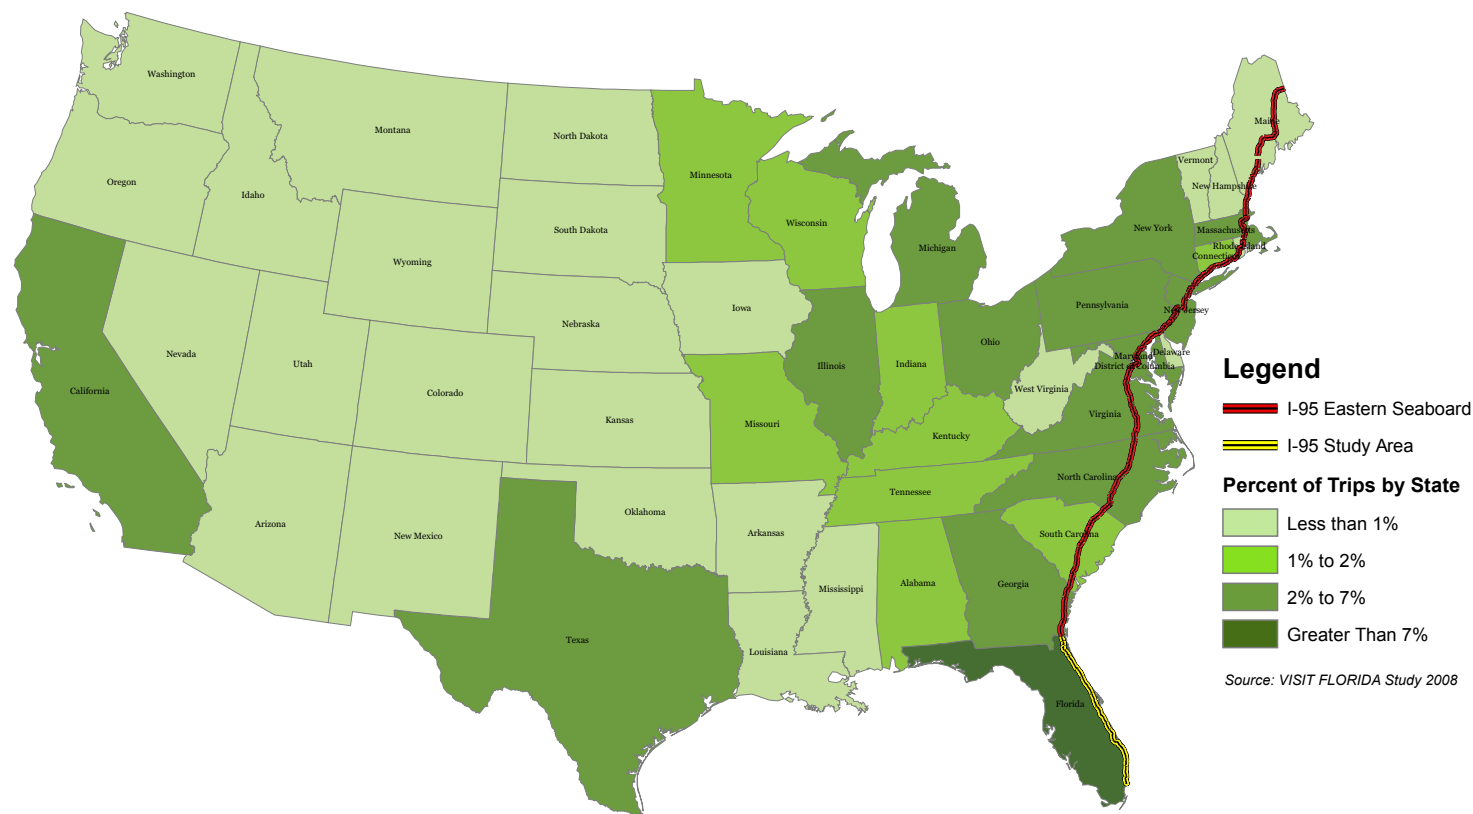 Washington
Montana
North Dakota
Minnesota
Oregon
Idaho
Wisconsin
South Dakota
Wyoming
Michigan
Maine
Vermont
New Hampshire
New York
Massachusetts
Rhode Island
Connecticut
Iowa
Nebraska
Pennsylvania
New Jersey
Nevada
Utah
Ohio
Illinois
Indiana
Maryland
Delaware
District of Columbia
California
Colorado
West Virginia
Kansas
Missouri
Kentucky
Virginia
Tennessee
North Carolina
Arizona
New Mexico
Oklahoma
Arkansas
South Carolina
Mississippi
Alabama
Georgia
Texas
Louisiana
Florida
Legend
I-95 Eastern Seaboard
I-95 Study Area
Percent of Trips by State
Less than 1%
1% to 2%
2% to 7%
Greater Than 7%
Source: VISIT FLORIDA Study 2008